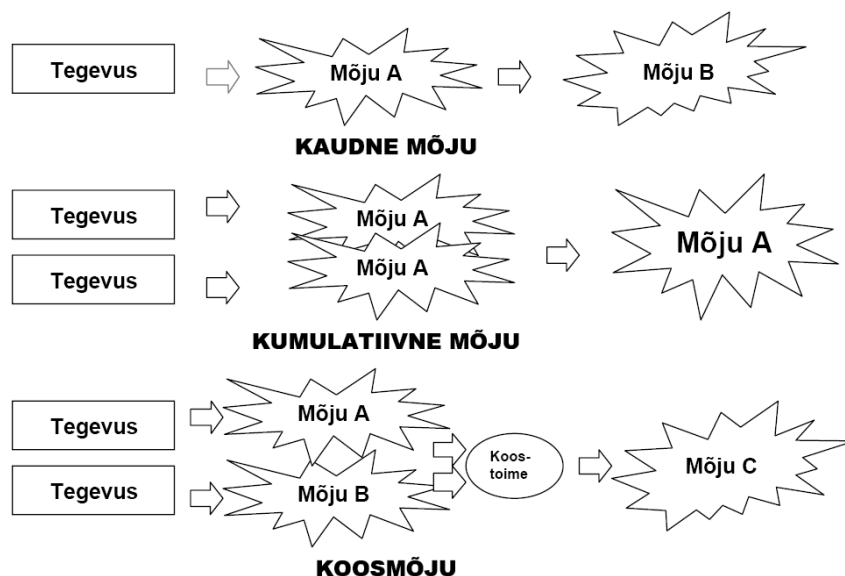 Tegevus
Mõju A
Mõju B
KAUDNE MÕJU
Tegevus
Mõju A
Tegevus
Mõju A
Mõju A
KUMULATIIVNE MÕJU
Tegevus
Mõju A
Tegevus
Mõju B
Koos-
toime
Mõju C
KOOSMÕJU